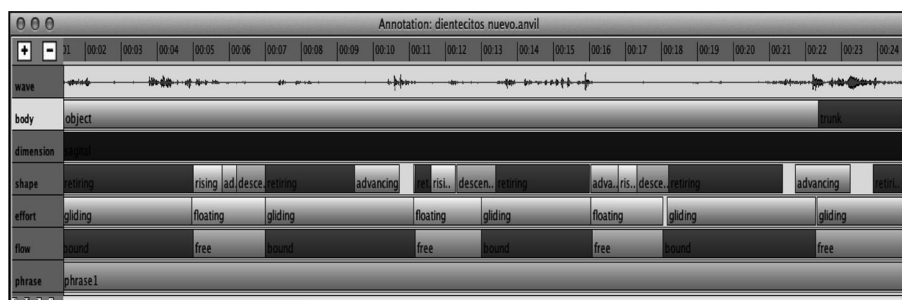 Annotation: dientecitos nuevo.anvil
+ - 01 00:02 00:03 00:04 00:05 00:06 00:07 00:08 00:09 00:10 00:11 00:12 00:13 00:14 00:15 00:16 00:17 00:18 00:19 00:20 00:21 00:22 00:23 00:24
wave
body object trunk
dimension sagital
shape retiring rising ad.. desce.. retiring advancing ret. risi.. descen.. retiring adva.. ris.. desce.. retiring advancing retiri..
effort gliding floating gliding floating gliding floating gliding gliding
flow bound free bound free bound free bound free
phrase phrase1